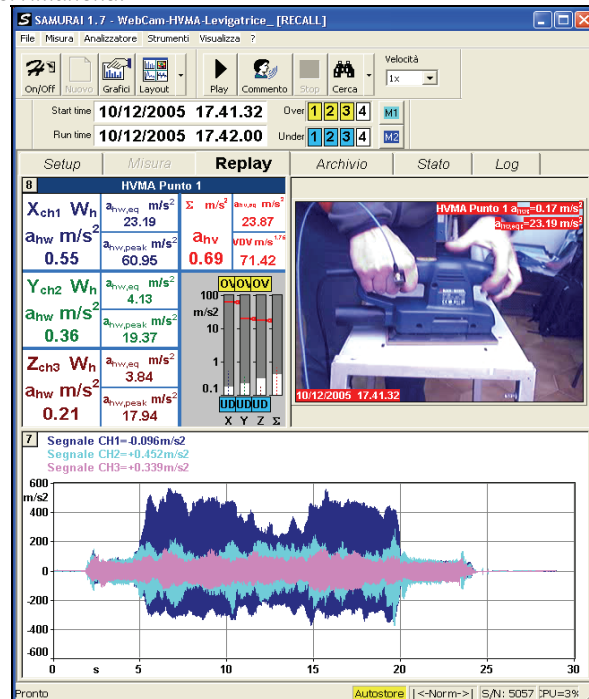 SAMURAI 1.7 - WebCam-HVMA-Levigatrice_ [RECALL]
File Misura Analizzatore Strumenti Visualizza ?
On/Off Nuovo Grafici Layout Play Commento Stop Cerca Velocità 1x
Start time 10/12/2005 17.41.32 Over 1 2 3 4 M1
Run time 10/12/2005 17.42.00 Under 1 2 3 4 M2
Setup Misura Replay Archivio Stato Log
8 HVMA Punto 1
Xch1 Wh
ahw m/s2
0.55
ahw,eq m/s2
23.19
ahw,peak m/s2
60.95
Σ m/s2
ahv
0.69
ahv,eq m/s2
23.87
VDV m/s1.75
71.42
Ych2 Wh
ahw m/s2
0.36
ahw,eq m/s2
4.13
ahw,peak m/s2
19.37
Zch3 Wh
ahw m/s2
0.21
ahw,eq m/s2
3.84
ahw,peak m/s2
17.94
OV OV OV
100
m/s2
10
1
0.1
UD UD UD
X Y Z Σ
HVMA Punto 1 =0.17 m/s2
=23.19 m/s2
10/12/2005 17.41.32
7 Segnale CH1=-0.096m/s2
Segnale CH2=+0.452m/s2
Segnale CH3=+0.339m/s2
600
m/s2
400
200
0
-200
-400
-600
0 s 5 10 15 20 25 30
Pronto Autostore |<-Norm->| S/N: 5057 CPU=3%